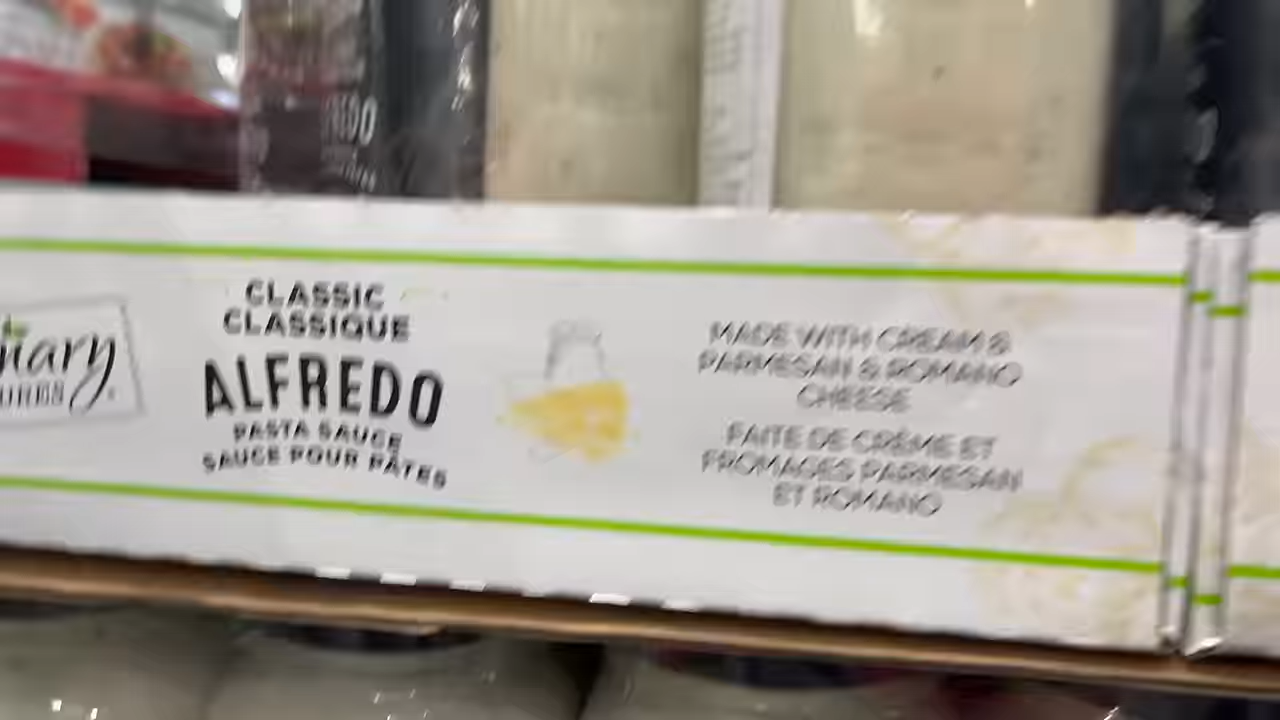 CLASSIC
CLASSIQUE
ALFREDO
PASTA SAUCE
SAUCE POUR PÂTES
MADE WITH CREAM &
PARMESAN & ROMANO
CHEESE
FAITE DE CRÈME ET
FROMAGES PARMESAN
ET ROMANO